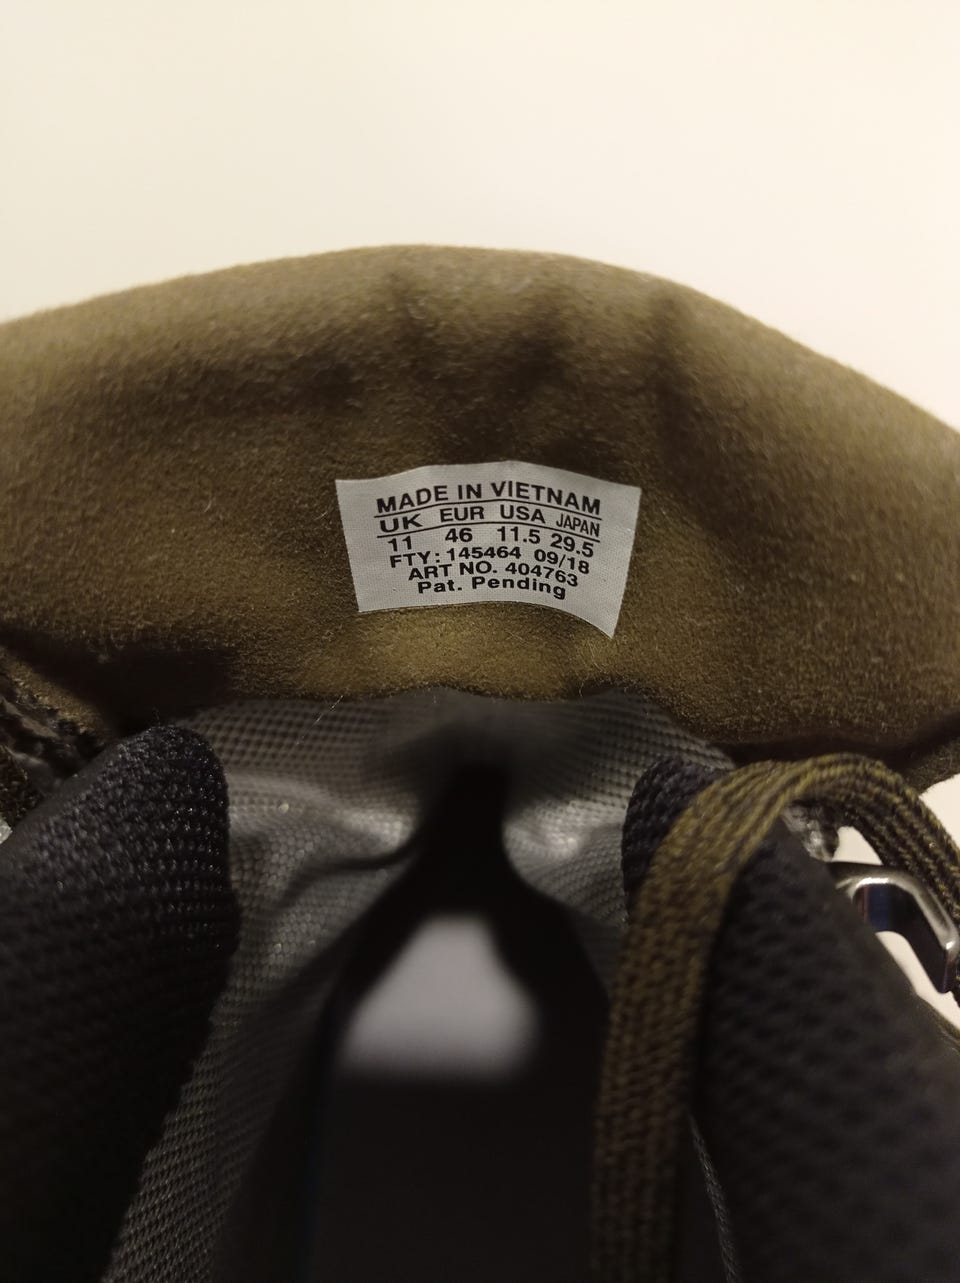 MADE IN VIETNAM
UK EUR USA JAPAN
11 46 11.5 29.5
FTY: 145464 09/18
ART NO. 404763
Pat. Pending